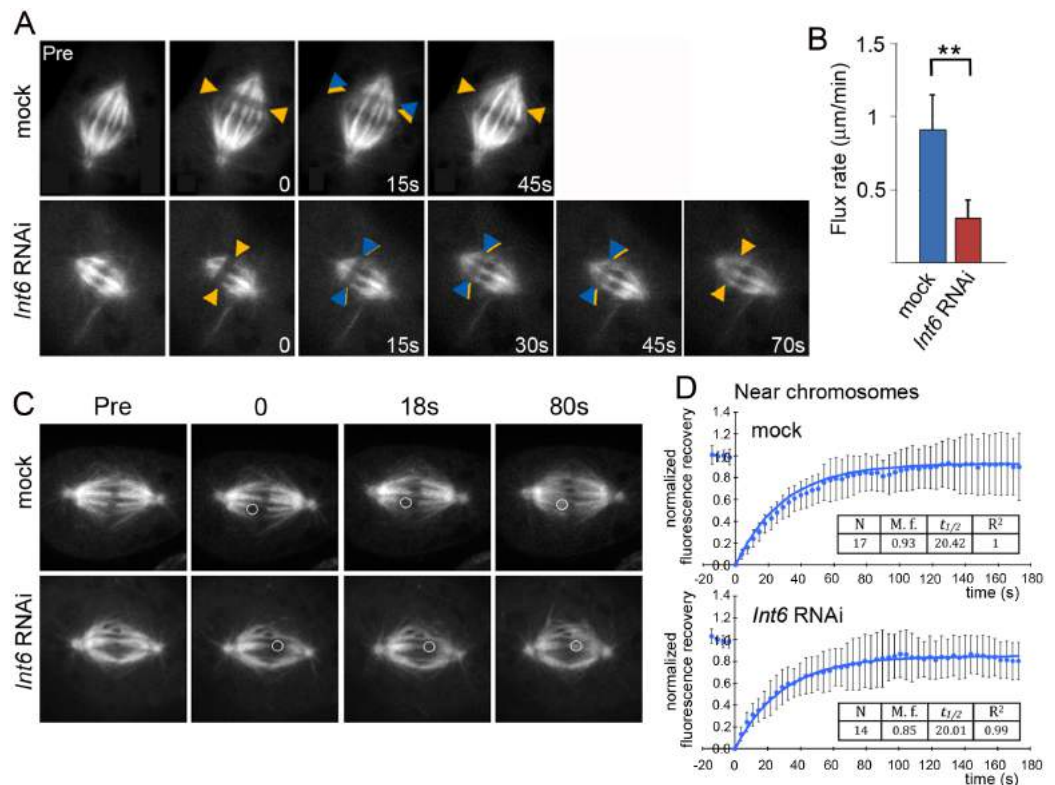 A
Pre
mock
0
15s
45s
Int6 RNAi
0
15s
30s
45s
70s
B
Flux rate (μm/min)
1.5
1
0.5
**
mock
Int6 RNAi
C
Pre
0
18s
80s
mock
Int6 RNAi
D
Near chromosomes
mock
normalized
fluorescence recovery
1.4
1.2
1.0
0.8
0.6
0.4
0.2
0.0
N M. f. t1/2 R2
17 0.93 20.42 1
-20 0 20 40 60 80 100 120 140 160 180
time (s)
Int6 RNAi
normalized
fluorescence recovery
1.4
1.2
1.0
0.8
0.6
0.4
0.2
0.0
N M. f. t1/2 R2
14 0.85 20.01 0.99
-20 0 20 40 60 80 100 120 140 160 180
time (s)